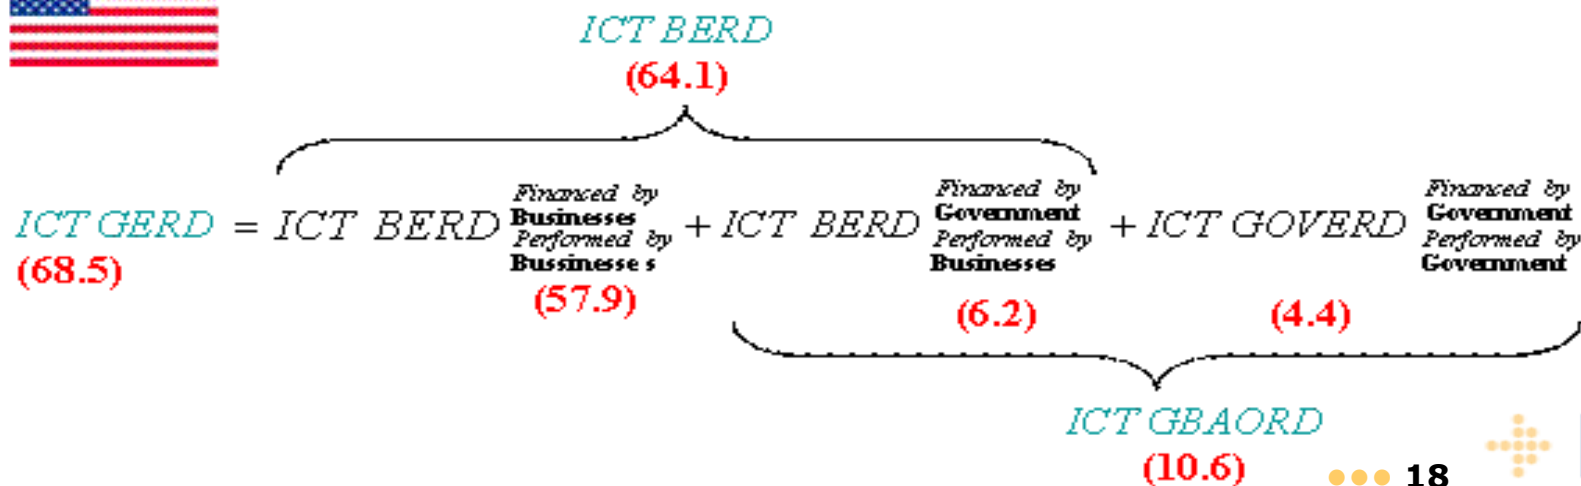 ICT BERD
(64.1)
ICT GERD = ICT BERD Financed by Businesses Performed by Bussinesses + ICT BERD Financed by Government Performed by Businesses + ICT GOVERD Financed by Government Performed by Government
(68.5) (57.9) (6.2) (4.4)
ICT GBAORD
(10.6)
18